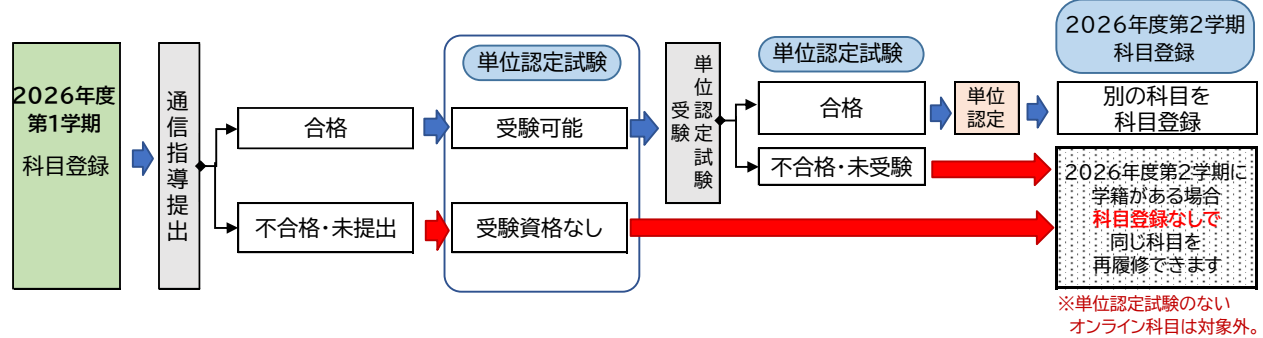 2026年度
第1学期
科目登録
通信指導提出
合格
不合格・未提出
単位認定試験
受験可能
受験資格なし
単位認定試験
受験
単位認定試験
合格
不合格・未受験
単位
認定
2026年度第2学期
科目登録
別の科目を
科目登録
2026年度第2学期に
学籍がある場合
科目登録なしで
同じ科目を
再履修できます
※単位認定試験のない
オンライン科目は対象外。